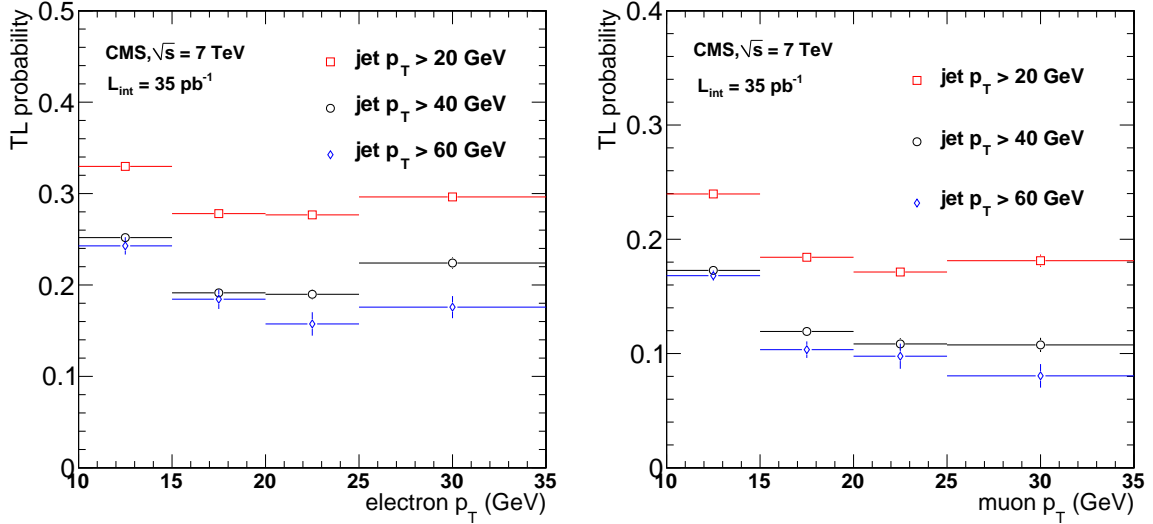 TL probability
0.5
0.4
0.3
0.2
0.1
0
CMS,√s = 7 TeV
L_int = 35 pb⁻¹
jet p_T > 20 GeV
jet p_T > 40 GeV
jet p_T > 60 GeV
10 15 20 25 30 35
electron p_T (GeV)
TL probability
0.4
0.3
0.2
0.1
0
CMS,√s = 7 TeV
L_int = 35 pb⁻¹
jet p_T > 20 GeV
jet p_T > 40 GeV
jet p_T > 60 GeV
10 15 20 25 30 35
muon p_T (GeV)